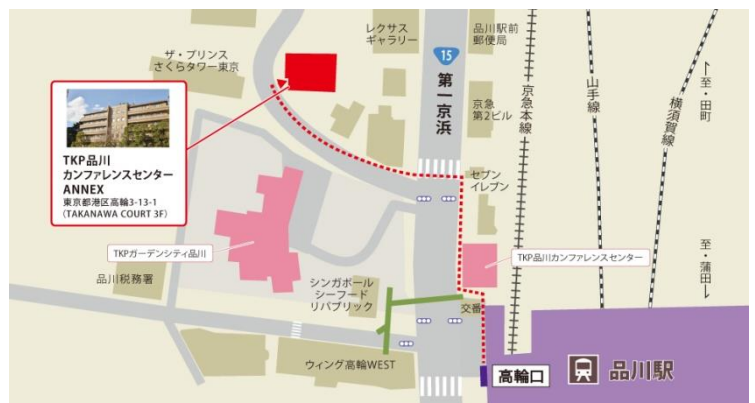 レクサス
ギャラリー
品川駅前
郵便局
ザ・プリンス
さくらタワー東京
15
第一京浜
京急
第2ビル
京急本線
山手線
横須賀線
至・田町
TKP品川
カンファレンスセンター
ANNEX
東京都港区高輪3-13-1
(TAKANAWA COURT 3F)
セブン
イレブン
TKPガーデンシティ品川
TKP品川カンファレンスセンター
至・蒲田
品川税務署
シンガポール
シーフード
リパブリック
交番
ウィング高輪WEST
高輪口
品川駅